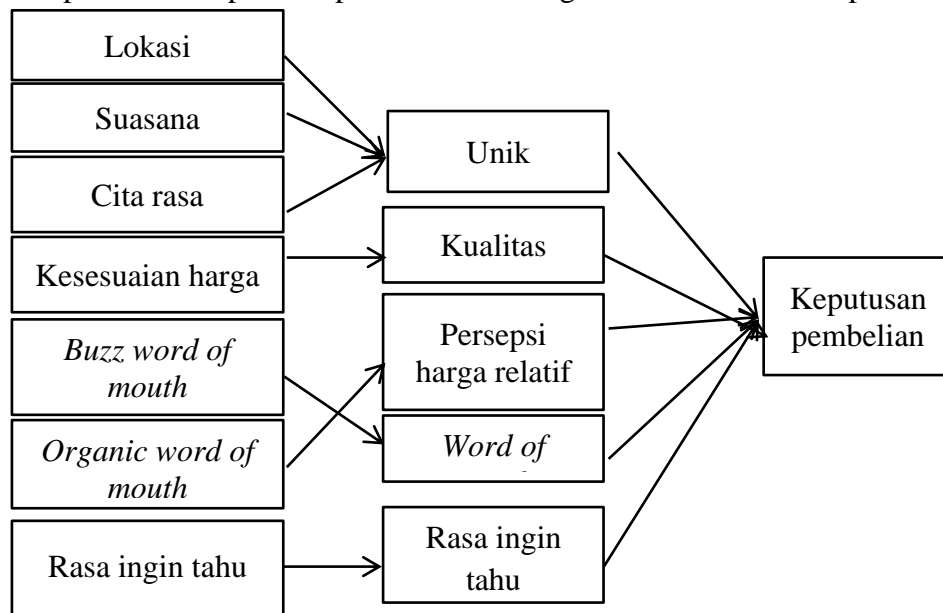 Lokasi
Suasana
Cita rasa
Kesesuaian harga
Buzz word of
mouth
Organic word of
mouth
Rasa ingin tahu
Unik
Kualitas
Persepsi
harga relatif
Word of
Rasa ingin
tahu
Keputusan
pembelian